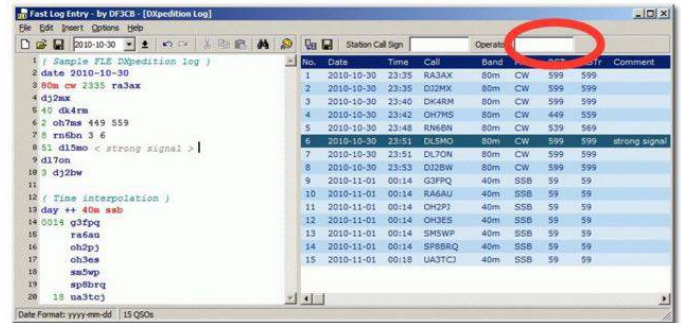 Fast Log Entry - by DF3CB - [DXpedition Log]
File Edit Insert Options Help
2010-10-30 Station Call Sign Operator
1 { Sample FLE DXpedition log }
2 date 2010-10-30
3 80m cw 2335 ra3ax
4 dj2mx
5 40 dk4rm
6 2 oh7ms 449 559
7 8 rn6bn 3 6
8 51 dl5mo < strong signal >
9 dl7on
10 3 dj2bw
11
12 { Time interpolation }
13 day ++ 40m ssb
14 0014 g3fpq
15 ra6au
16 oh2pj
17 oh3es
18 sm5wp
19 sp8brq
20 18 ua3tcj
No. Date Time Call Band Comment
1 2010-10-30 23:35 RA3AX 80m CW 599 599
2 2010-10-30 23:35 DJ2MX 80m CW 599 599
3 2010-10-30 23:40 DK4RM 80m CW 599 599
4 2010-10-30 23:42 OH7MS 80m CW 449 559
5 2010-10-30 23:48 RN6BN 80m CW 539 569
6 2010-10-30 23:51 DL5MO 80m CW 599 599 strong signal
7 2010-10-30 23:51 DL7ON 80m CW 599 599
8 2010-10-30 23:53 DJ2BW 80m CW 599 599
9 2010-11-01 00:14 G3FPQ 40m SSB 59 59
10 2010-11-01 00:14 RA6AU 40m SSB 59 59
11 2010-11-01 00:14 OH2PJ 40m SSB 59 59
12 2010-11-01 00:14 OH3ES 40m SSB 59 59
13 2010-11-01 00:14 SM5WP 40m SSB 59 59
14 2010-11-01 00:14 SP8BRQ 40m SSB 59 59
15 2010-11-01 00:18 UA3TCJ 40m SSB 59 59
Date Format: yyyy-mm-dd 15 QSOs